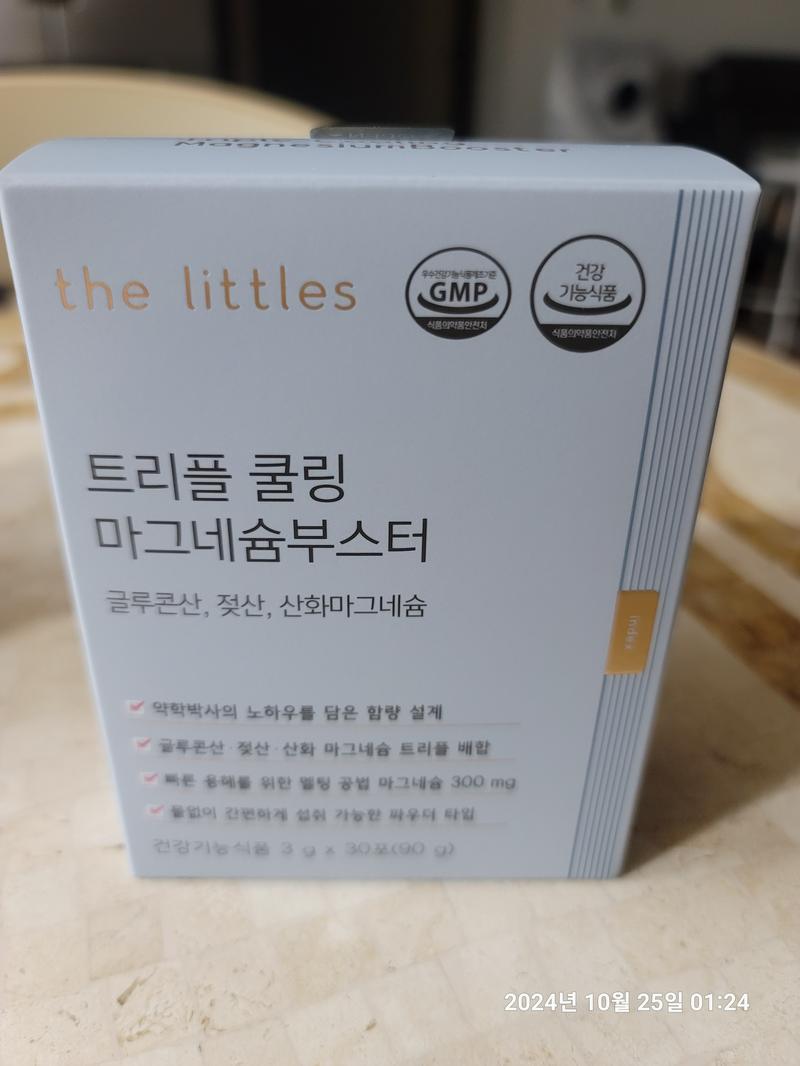 MagnesiumBooster
the littles
우수건강기능식품제조기준
GMP
식품의약품안전처
건강
기능식품
식품의약품안전처
트리플 쿨링
마그네슘부스터
글루콘산, 젖산, 산화마그네슘
index
약학박사의 노하우를 담은 함량 설계
글루콘산·젖산·산화 마그네슘 트리플 배합
빠른 용해를 위한 멜팅 공법 마그네슘 300 mg
물없이 간편하게 섭취 가능한 파우더 타입
건강기능식품 3 g x 30포(90 g)
2024년 10월 25일 01:24